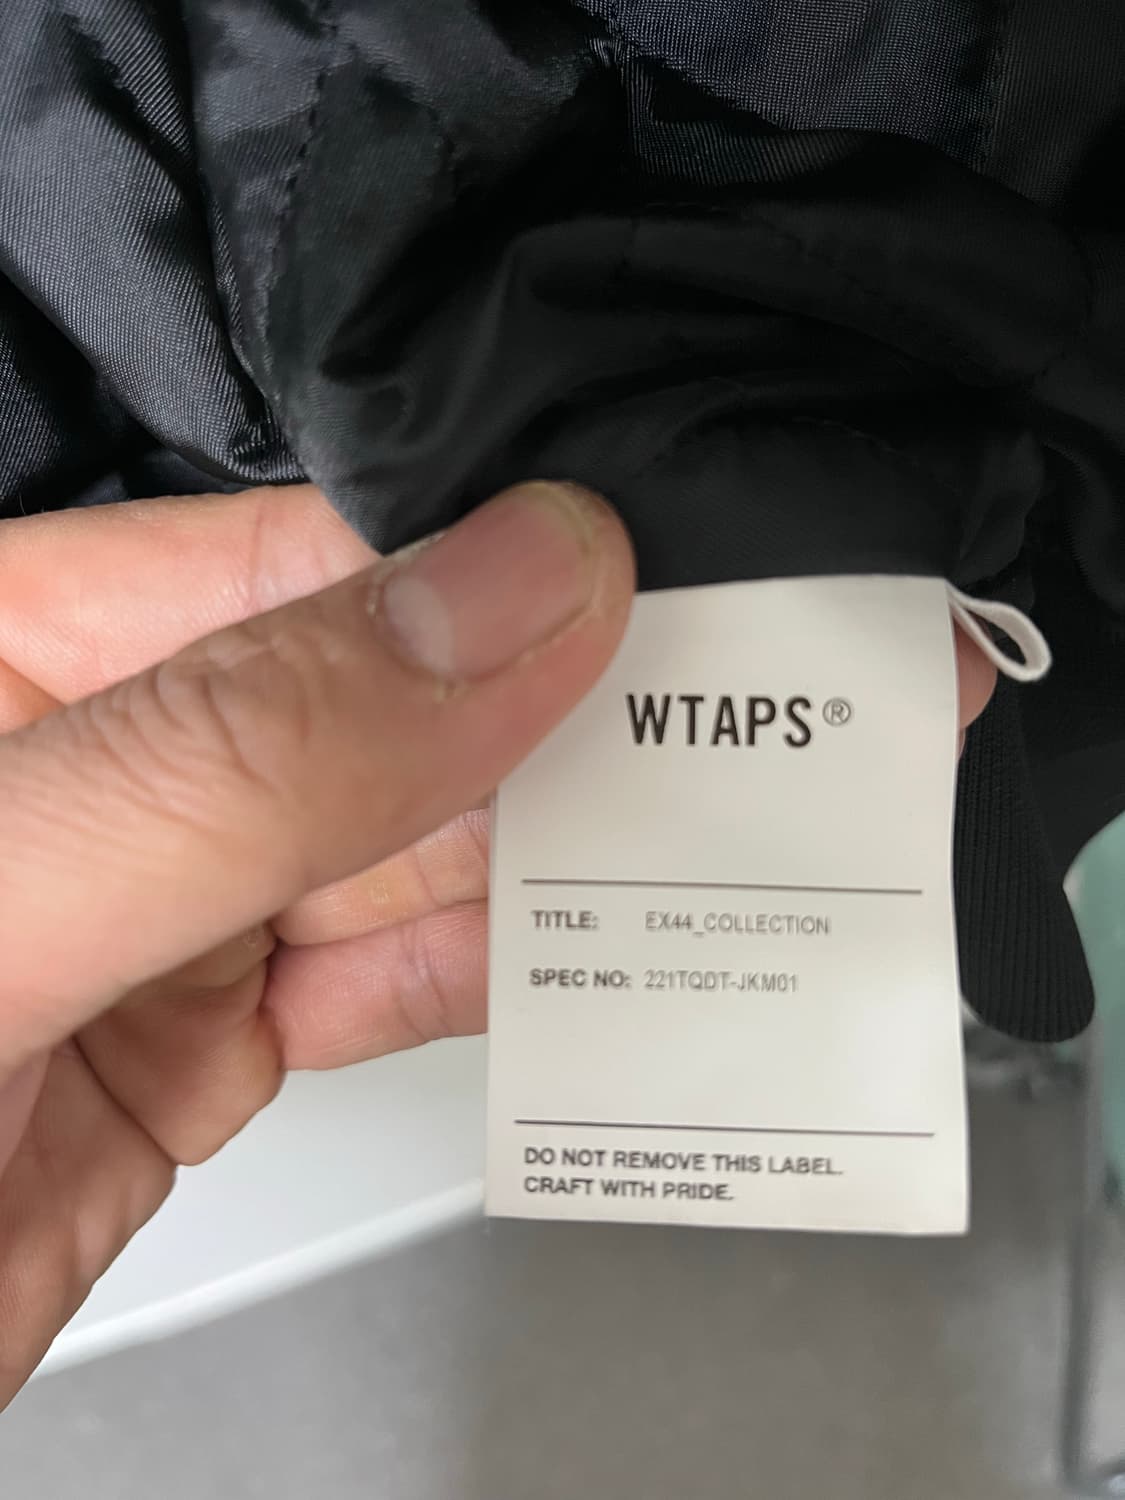 WTAPS®
TITLE: EX44_COLLECTION
SPEC NO: 221TQDT-JKM01
DO NOT REMOVE THIS LABEL.
CRAFT WITH PRIDE.